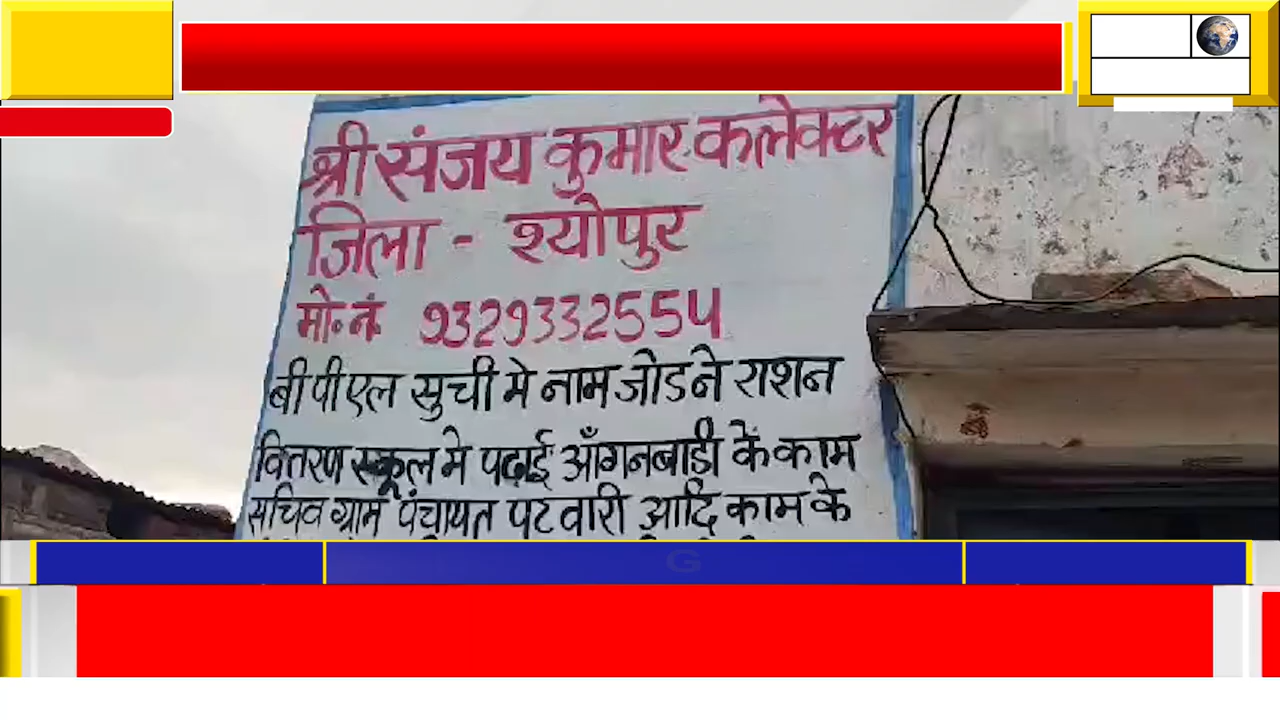 श्री संजय कुमार कलेक्टर
जिला - श्योपुर
मो. नं. 9329332554
बी पी एल सुची मे नाम जोडने राशन
वितरण स्कूल मे पढाई आँगनबाड़ी कें काम
सचिव ग्राम पंचायत पटवारी आदि काम के
G